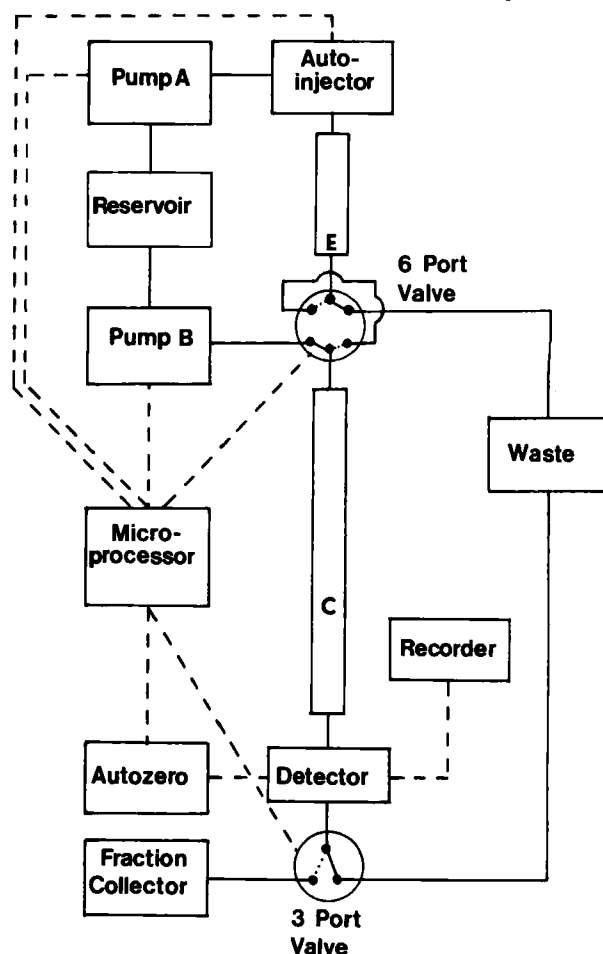 Pump A
Auto-
injector
Reservoir
E
6 Port
Valve
Pump B
Waste
Micro-
processor
C
Recorder
Autozero
Detector
Fraction
Collector
3 Port
Valve